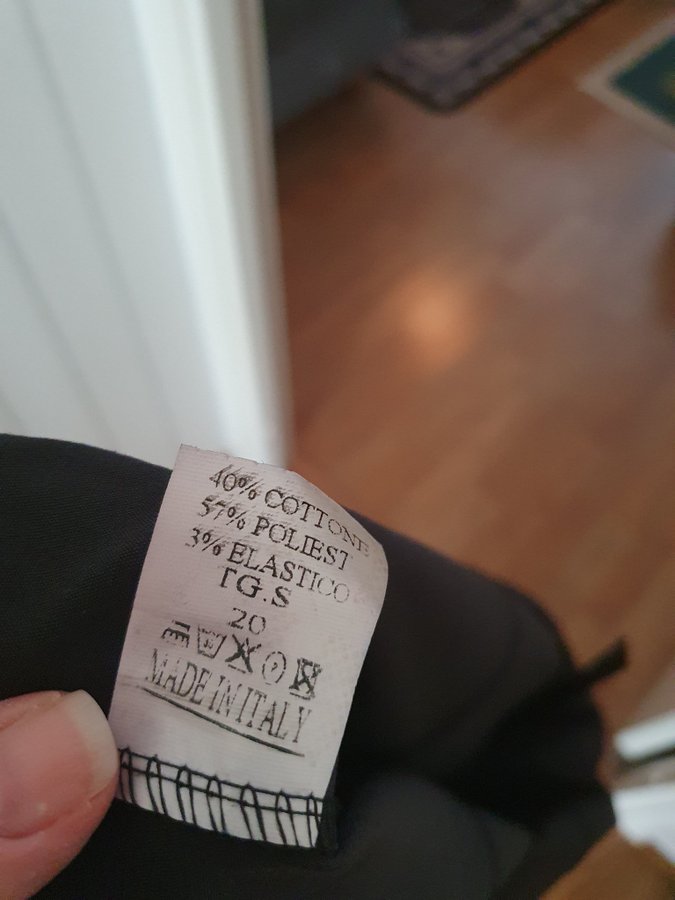 40% COTTONE
57% POLIEST
3% ELASTICO
TG.S
20
MADE IN ITALY